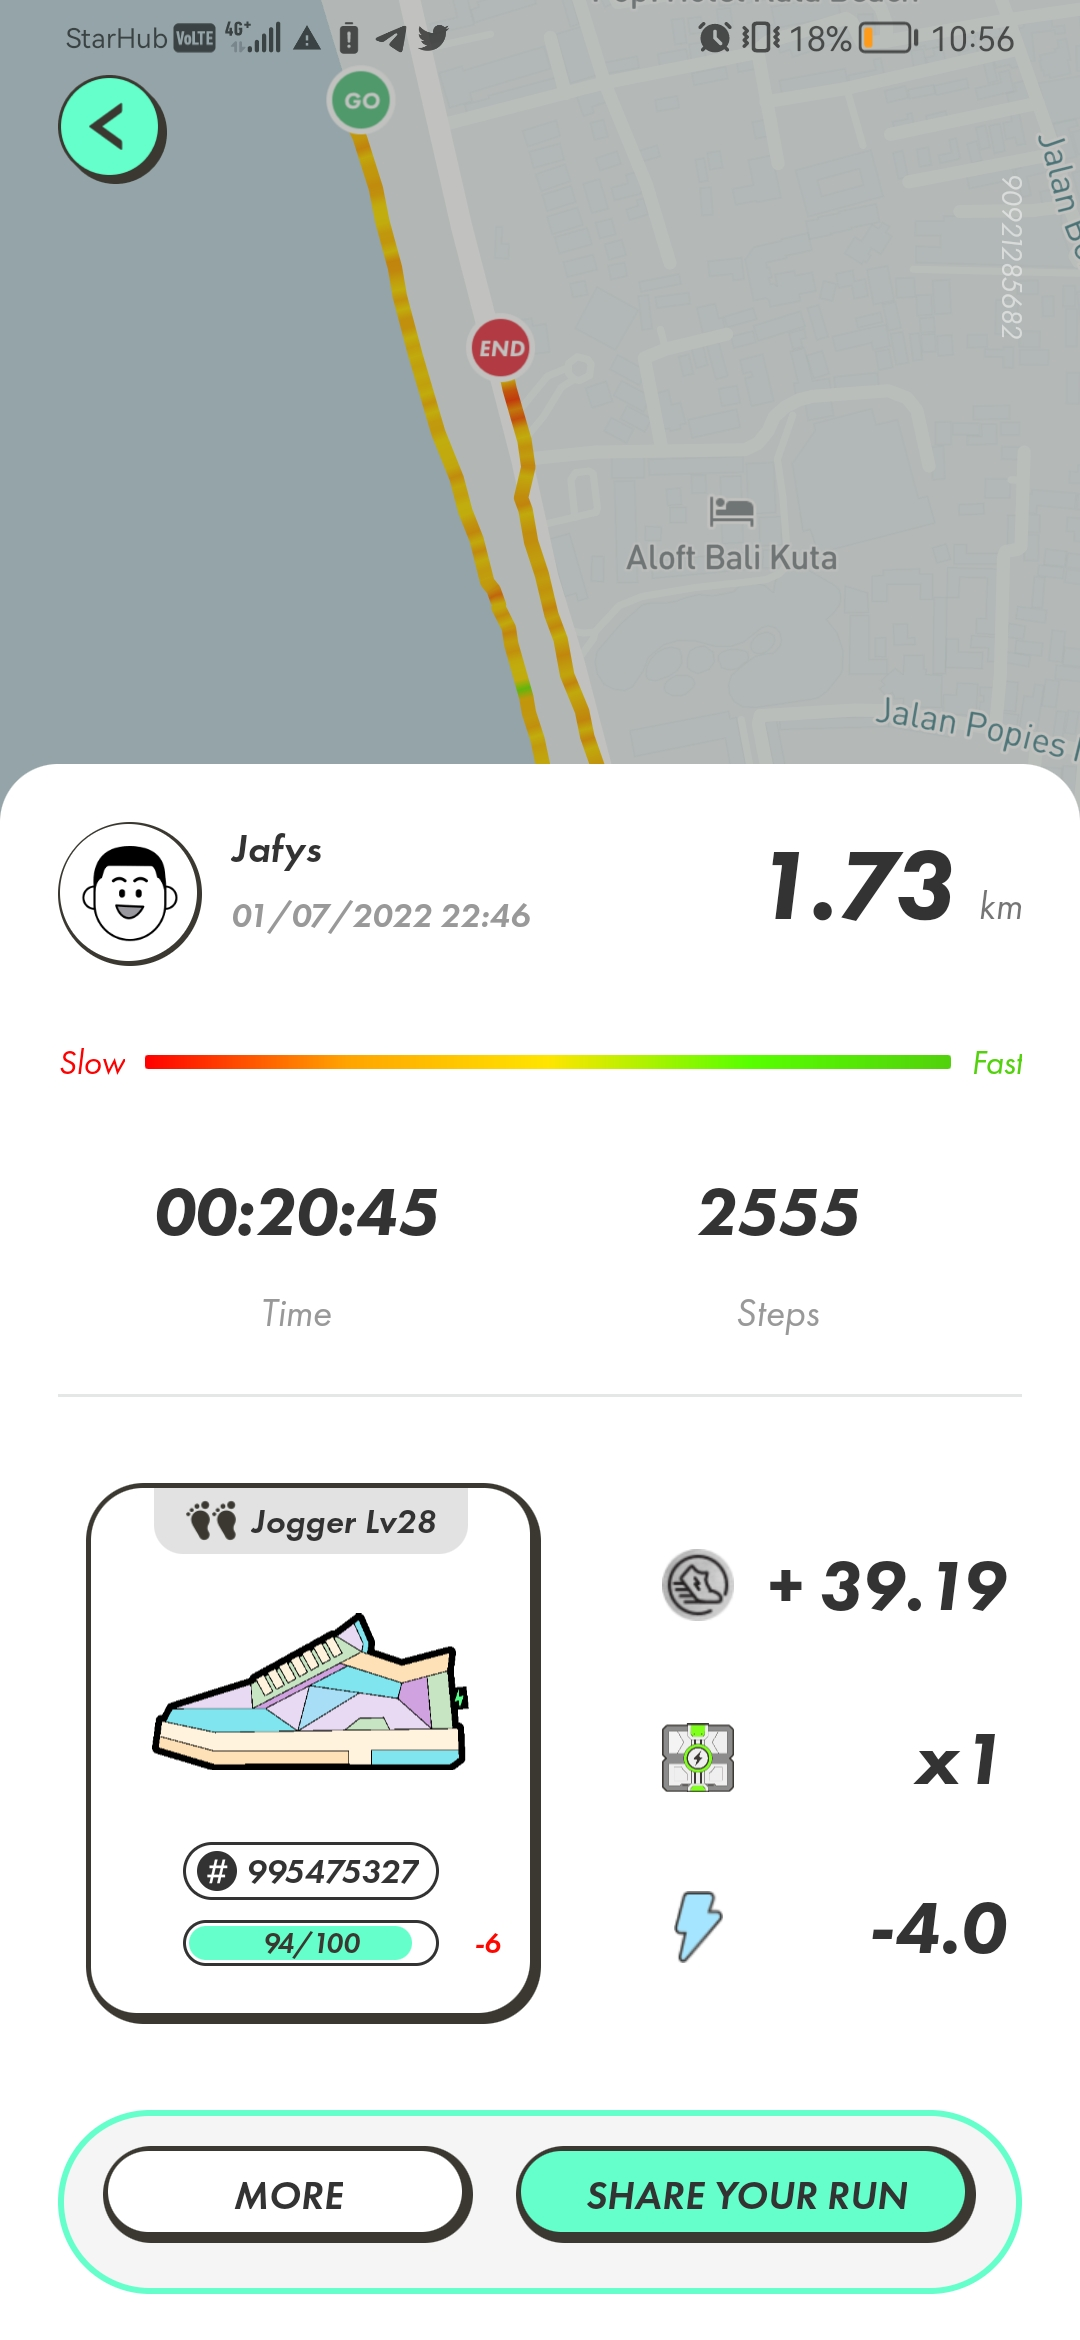 StarHub VoLTE 4G+ 18% 10:56
GO
90921285682
END
Aloft Bali Kuta
Jalan Popies
Jafys
01/07/2022 22:46
1.73 km
Slow
Fast
00:20:45
2555
Time
Steps
Jogger Lv28
+ 39.19
x1
# 995475327
94/100
-6
-4.0
MORE
SHARE YOUR RUN